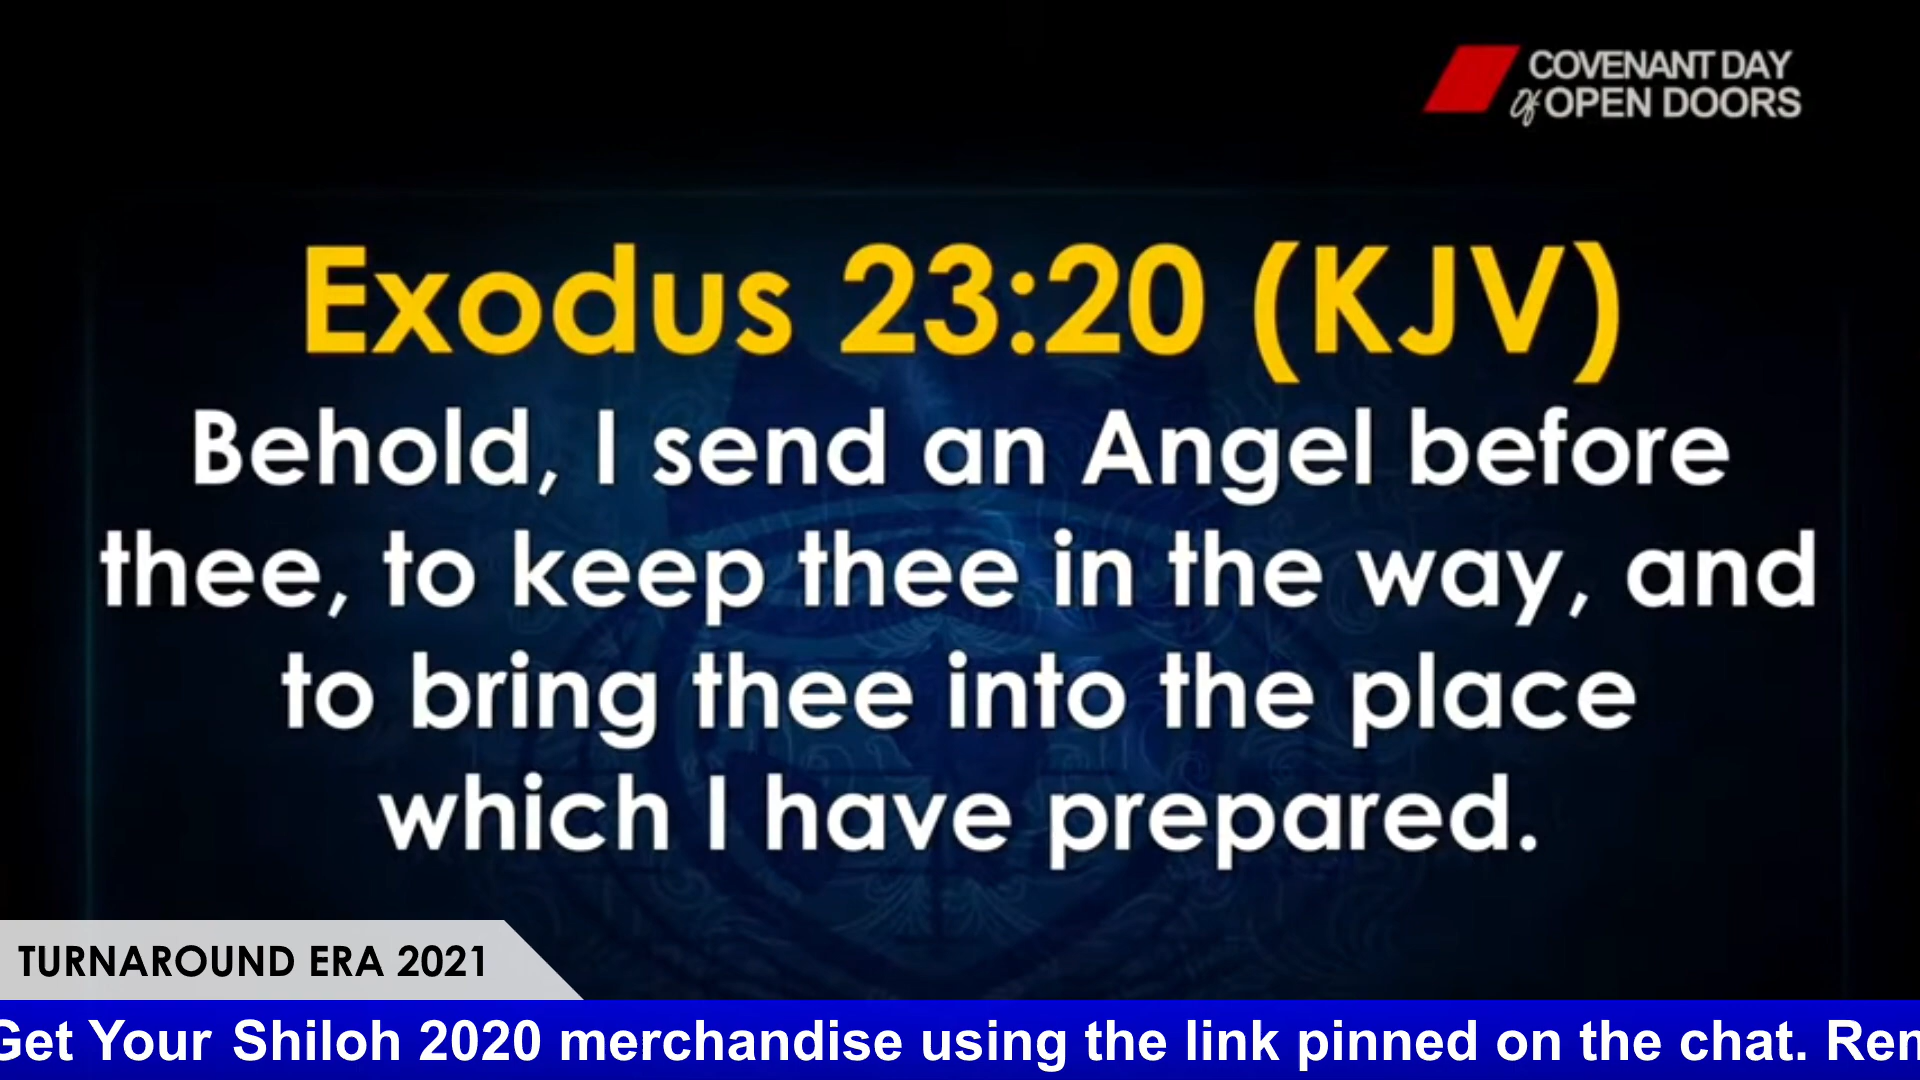 COVENANT DAY
Of OPEN DOORS
Exodus 23:20 (KJV)
Behold, I send an Angel before
thee, to keep thee in the way, and
to bring thee into the place
which I have prepared.
TURNAROUND ERA 2021
Get Your Shiloh 2020 merchandise using the link pinned on the chat.